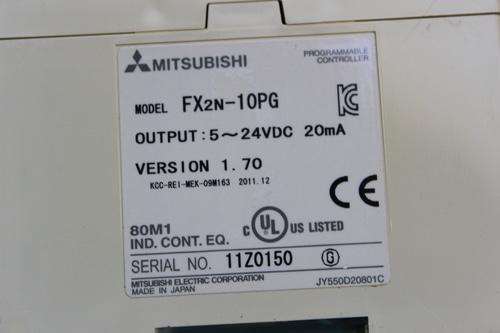 MITSUBISHI
PROGRAMMABLE
CONTROLLER
MODEL FX2N-10PG
OUTPUT:5~24VDC 20mA
VERSION 1.70
KCC-REI-MEK-09M163 2011.12
CE
80M1
IND. CONT. EQ.
c UL US LISTED
SERIAL NO. 11Z0150 G
MITSUBISHI ELECTRIC CORPORATION
MADE IN JAPAN
JY550D20801C